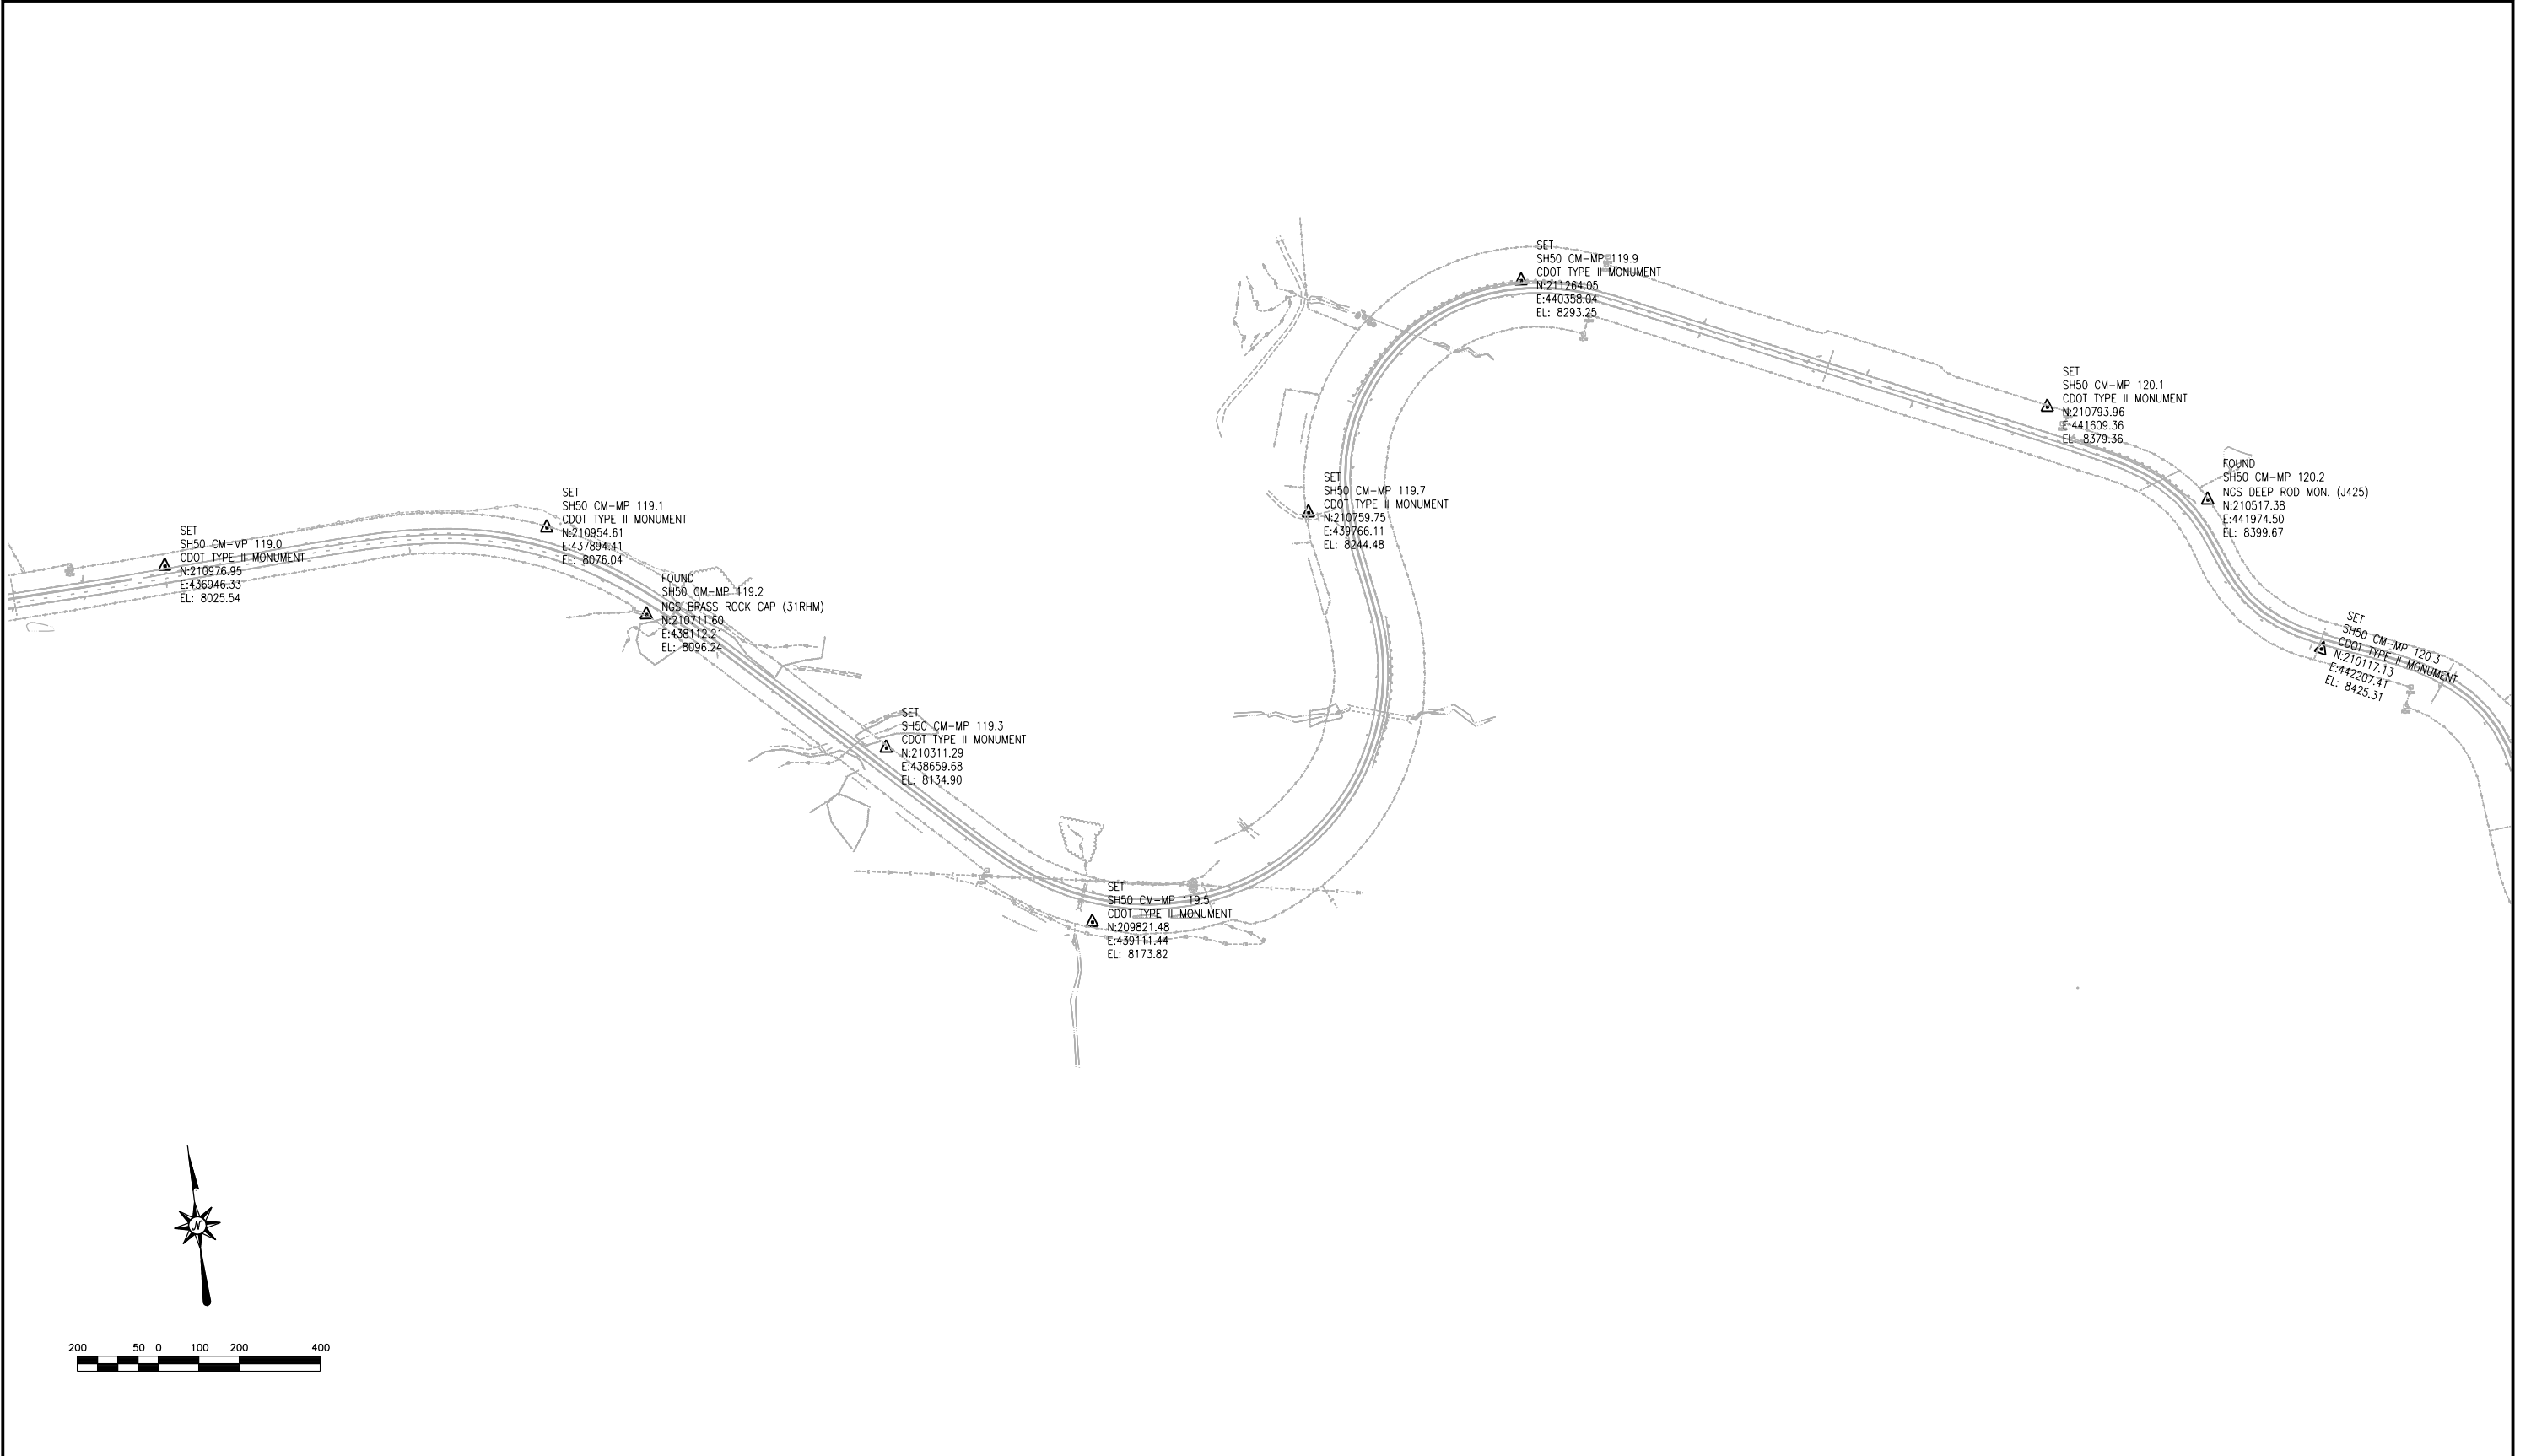 SET
SH50 CM-MP 119.9
CDOT TYPE II MONUMENT
N:211264.05
E:440358.04
EL: 8293.25
SET
SH50 CM-MP 120.1
CDOT TYPE II MONUMENT
N:210793.96
E:441609.36
EL: 8379.36
FOUND
SH50 CM-MP 120.2
NGS DEEP ROD MON. (J425)
N:210517.38
E:441974.50
EL: 8399.67
SET
SH50 CM-MP 119.7
CDOT TYPE II MONUMENT
N:210759.75
E:439766.11
EL: 8244.48
SET
SH50 CM-MP 119.1
CDOT TYPE II MONUMENT
N:210954.61
E:437894.41
EL: 8076.04
SET
SH50 CM-MP 119.0
CDOT TYPE II MONUMENT
N:210976.95
E:436946.33
EL: 8025.54
FOUND
SH50 CM-MP 119.2
NGS BRASS ROCK CAP (31RHM)
N:210711.60
E:438112.21
EL: 8096.24
SET
SH50 CM-MP 120.3
CDOT TYPE II MONUMENT
N:210117.13
E:442207.41
EL: 8425.31
SET
SH50 CM-MP 119.3
CDOT TYPE II MONUMENT
N:210311.29
E:438659.68
EL: 8134.90
SET
SH50 CM-MP 119.5
CDOT TYPE II MONUMENT
N:209821.48
E:439111.44
EL: 8173.82
N
200 50 0 100 200 400